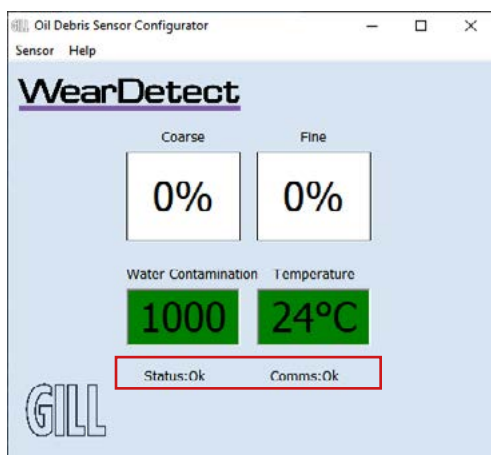 Oil Debris Sensor Configurator
Sensor Help
WearDetect
Coarse Fine
0% 0%
Water Contamination Temperature
1000 24°C
Status:Ok Comms:Ok
GILL